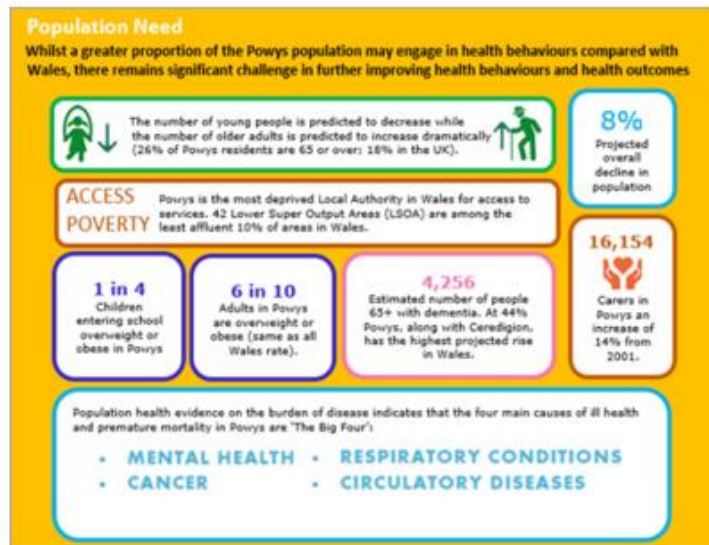 Population Need
Whilst a greater proportion of the Powys population may engage in health behaviours compared with
Wales, there remains significant challenge in further improving health behaviours and health outcomes
The number of young people is predicted to decrease while
the number of older adults is predicted to increase dramatically
(26% of Powys residents are 65 or over: 18% in the UK).
8%
Projected
overall
decline in
population
ACCESS
POVERTY
Powys is the most deprived Local Authority in Wales for access to
services. 42 Lower Super Output Areas (LSOA) are among the
least affluent 10% of areas in Wales.
16,154
Carers in
Powys an
increase of
14% from
2001.
1 in 4
Children
entering school
overweight or
obese in Powys
6 in 10
Adults in Powys
are overweight or
obese (same as all
Wales rate).
4,256
Estimated number of people
65+ with dementia. At 44%
Powys, along with Ceredigion,
has the highest projected rise
in Wales.
Population health evidence on the burden of disease indicates that the four main causes of ill health
and premature mortality in Powys are 'The Big Four':
• MENTAL HEALTH • RESPIRATORY CONDITIONS
• CANCER • CIRCULATORY DISEASES